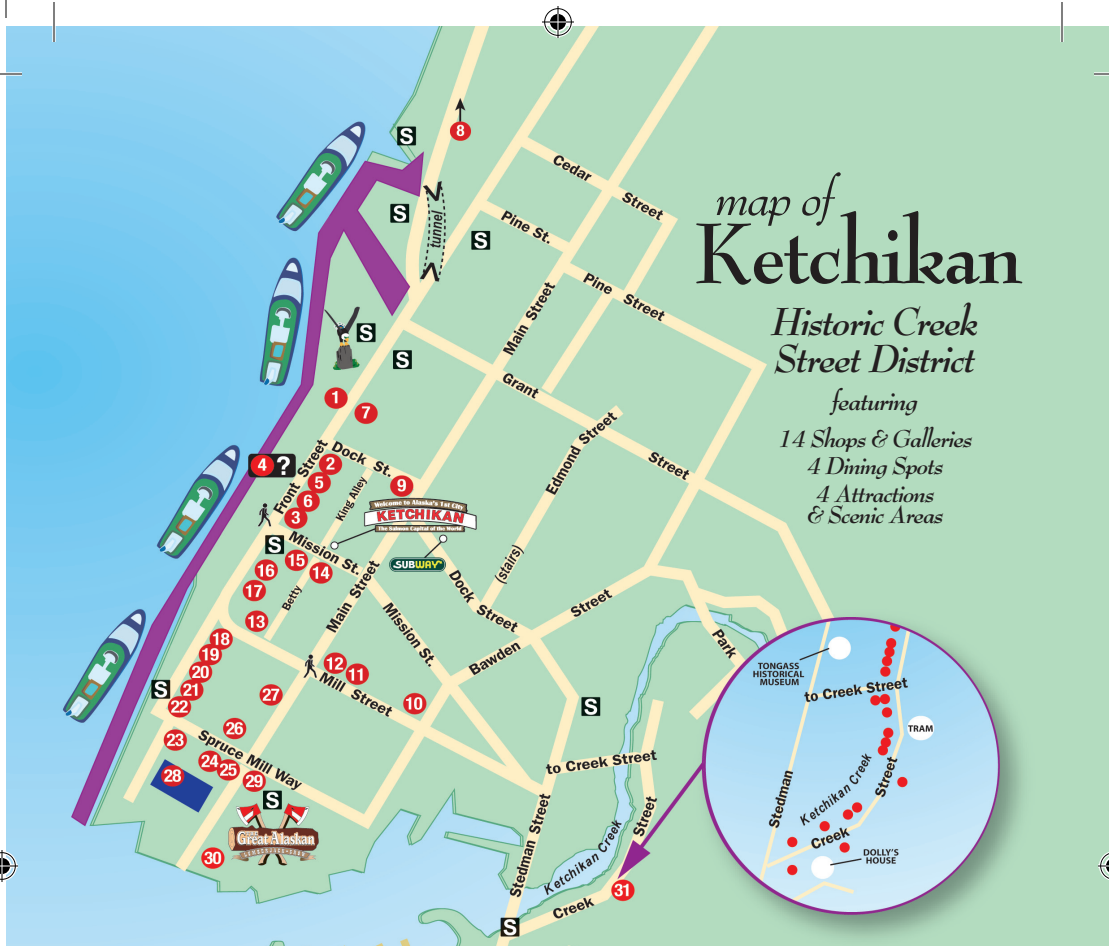 map of
Ketchikan
Historic Creek
Street District
featuring
14 Shops & Galleries
4 Dining Spots
4 Attractions
& Scenic Areas
S
8
Cedar
Street
S
tunnel
S
Pine St.
Pine Street
Main Street
S
S
Grant
Street
1
7
Edmond Street
Front Street
Dock St.
4 ?
2
5
6
3
9
King Alley
Welcome to Alaska's 1st City
KETCHIKAN
The Salmon Capital of the World
SUBWAY
S
Mission St.
15
16
14
17
Betty
Main Street
(stairs)
Dock Street
Mission St.
Bawden
Street
Park
13
18
19
20
21
22
S
12
11
Mill Street
10
27
S
26
23
Spruce Mill Way
24
25
28
29
S
Great Alaskan
LUMBERJACK SHOW
30
to Creek Street
Stedman Street
Ketchikan Creek
Street
Creek
31
S
TONGASS
HISTORICAL
MUSEUM
to Creek Street
TRAM
Stedman
Ketchikan Creek
Street
Creek
DOLLY'S
HOUSE